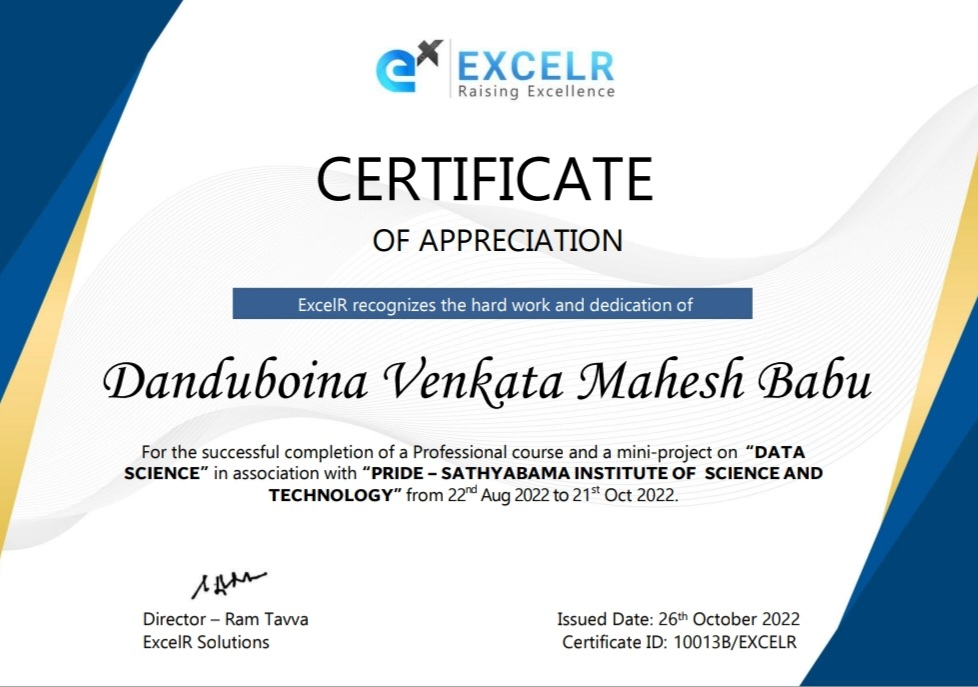 ex EXCELR
Raising Excellence
CERTIFICATE
OF APPRECIATION
ExcelR recognizes the hard work and dedication of
Danduboina Venkata Mahesh Babu
For the successful completion of a Professional course and a mini-project on "DATA
SCIENCE" in association with "PRIDE – SATHYABAMA INSTITUTE OF SCIENCE AND
TECHNOLOGY" from 22nd Aug 2022 to 21st Oct 2022.
Director – Ram Tavva
ExcelR Solutions
Issued Date: 26th October 2022
Certificate ID: 10013B/EXCELR